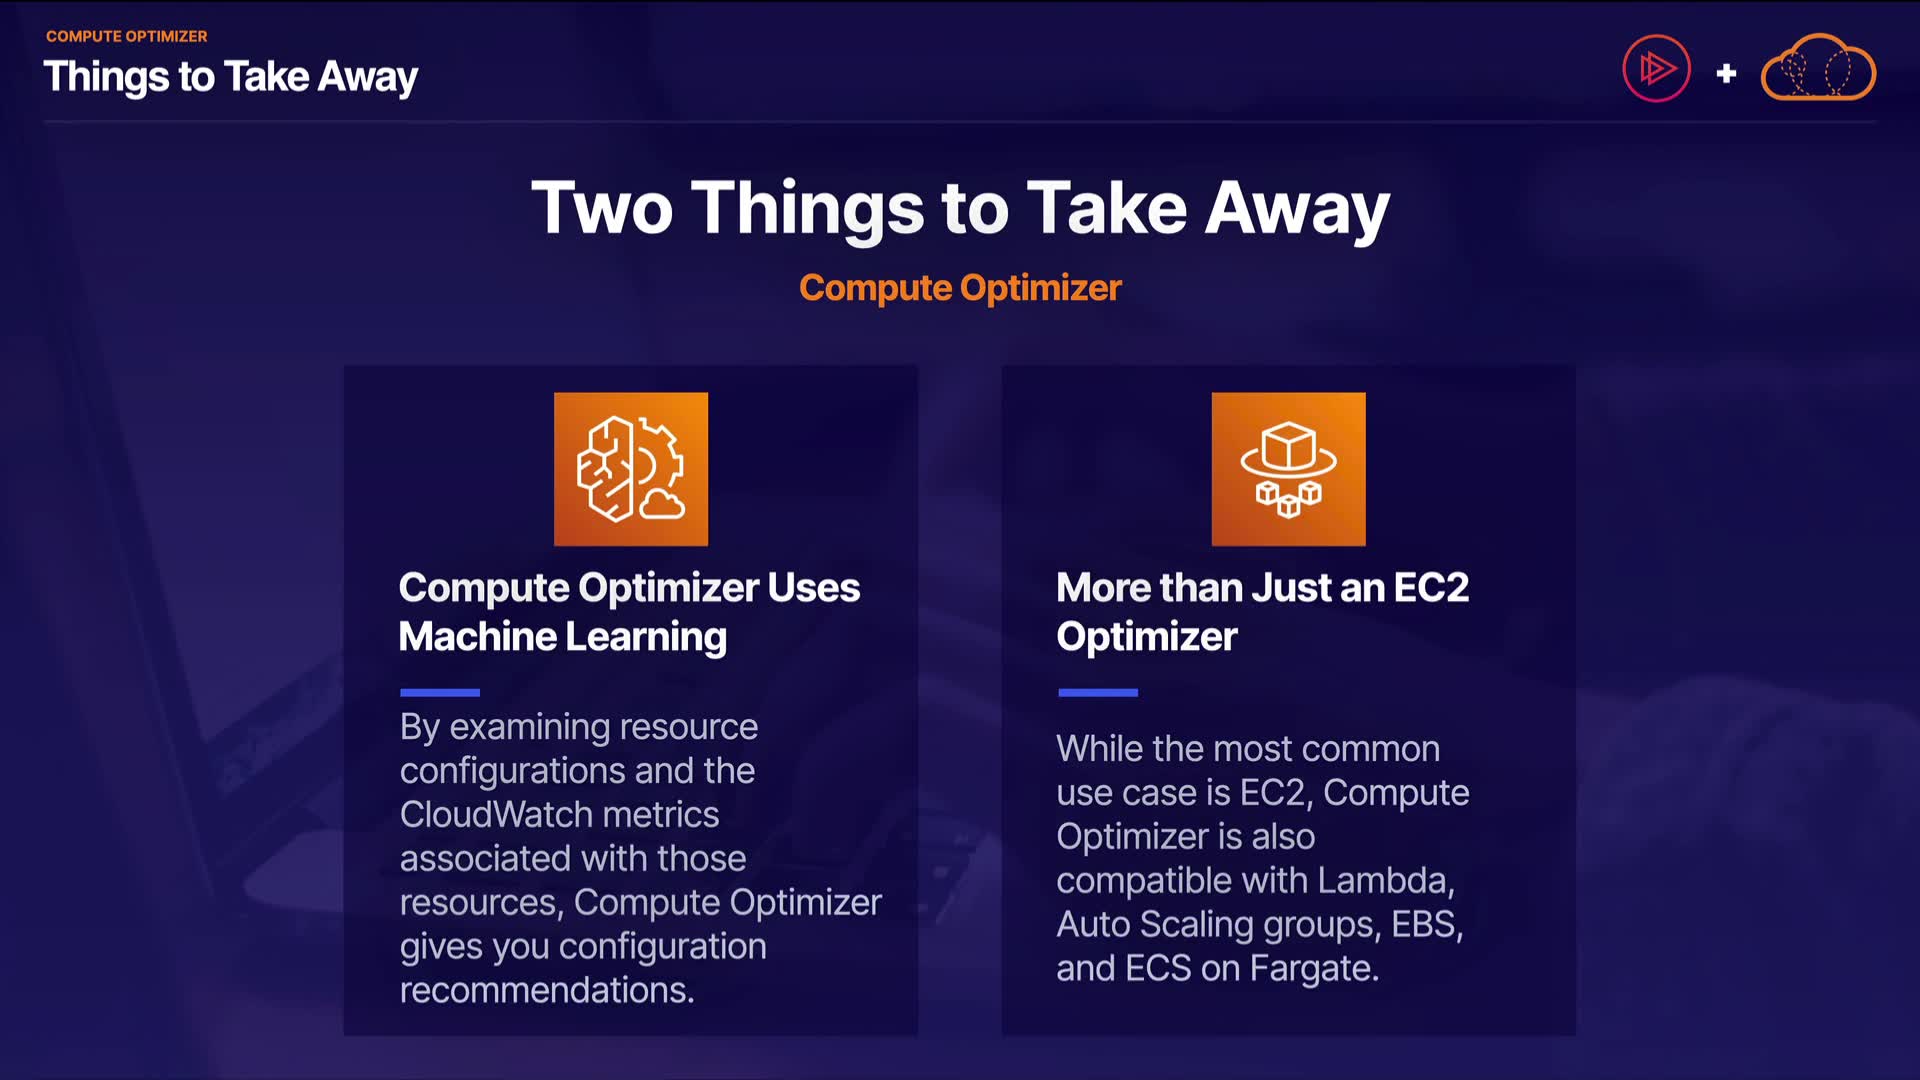 COMPUTE OPTIMIZER
Things to Take Away
Two Things to Take Away
Compute Optimizer
Compute Optimizer Uses
Machine Learning
By examining resource
configurations and the
CloudWatch metrics
associated with those
resources, Compute Optimizer
gives you configuration
recommendations.
More than Just an EC2
Optimizer
While the most common
use case is EC2, Compute
Optimizer is also
compatible with Lambda,
Auto Scaling groups, EBS,
and ECS on Fargate.